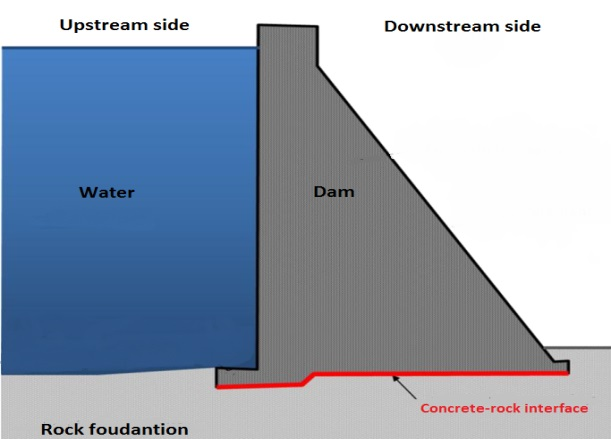 Upstream side
Downstream side
Water
Dam
Concrete-rock interface
Rock foudantion